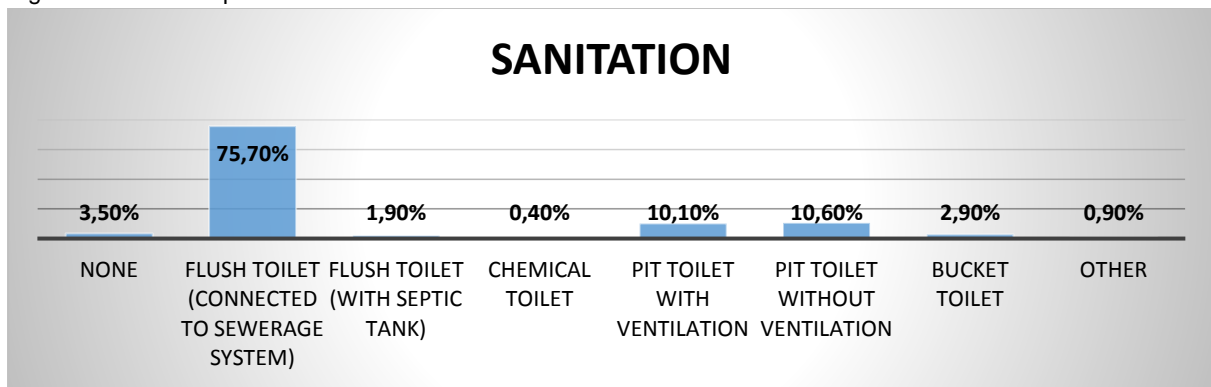 SANITATION
75,70%
3,50% 1,90% 0,40% 10,10% 10,60% 2,90% 0,90%
NONE FLUSH TOILET FLUSH TOILET CHEMICAL PIT TOILET PIT TOILET BUCKET OTHER
(CONNECTED (WITH SEPTIC TOILET WITH WITHOUT TOILET
TO SEWERAGE TANK) VENTILATION VENTILATION
SYSTEM)